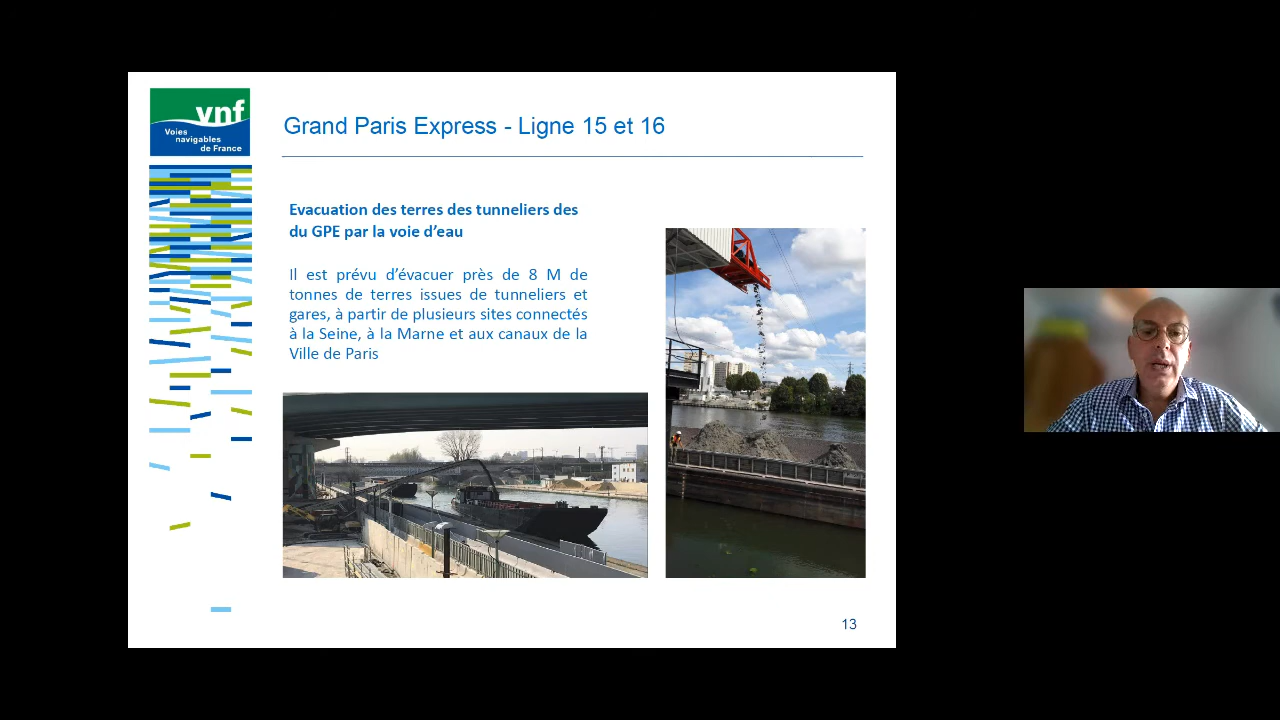 vnf
Voies
navigables
de France
Grand Paris Express - Ligne 15 et 16
Evacuation des terres des tunneliers des
du GPE par la voie d'eau
Il est prévu d'évacuer près de 8 M de
tonnes de terres issues de tunneliers et
gares, à partir de plusieurs sites connectés
à la Seine, à la Marne et aux canaux de la
Ville de Paris
13